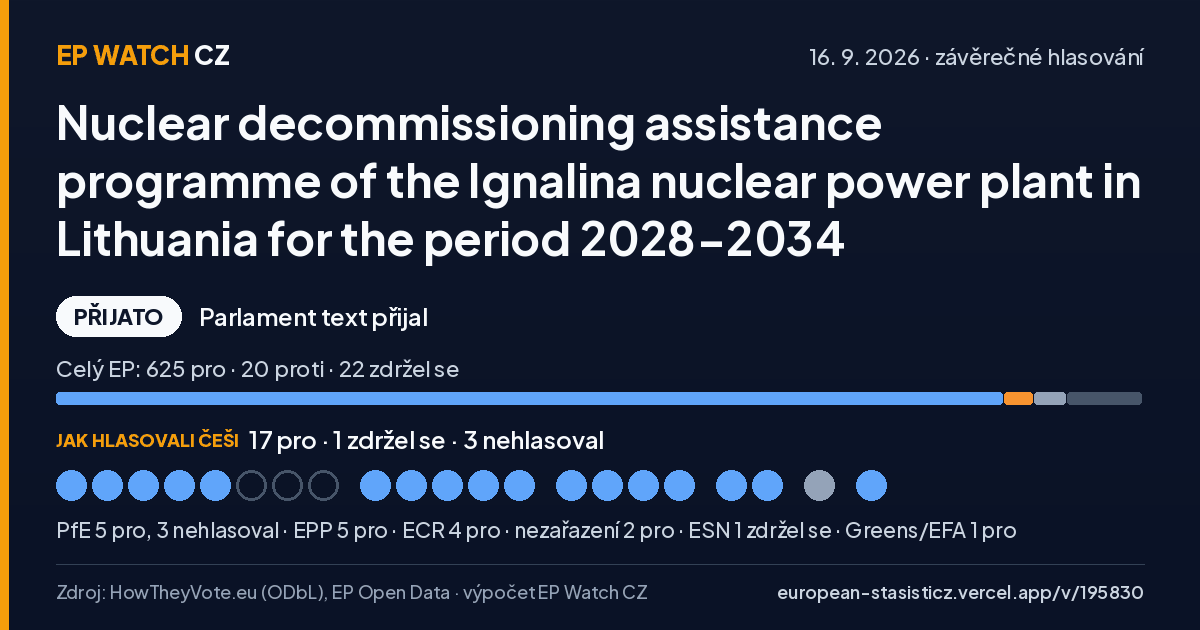 EP WATCH CZ
16. 9. 2026 · závěrečné hlasování
Nuclear decommissioning assistance
programme of the Ignalina nuclear power plant in
Lithuania for the period 2028–2034
PŘIJATO Parlament text přijal
Celý EP: 625 pro · 20 proti · 22 zdržel se
JAK HLASOVALI ČEŠI 17 pro · 1 zdržel se · 3 nehlasoval
PfE 5 pro, 3 nehlasoval · EPP 5 pro · ECR 4 pro · nezařazení 2 pro · ESN 1 zdržel se · Greens/EFA 1 pro
Zdroj: HowTheyVote.eu (ODbL), EP Open Data · výpočet EP Watch CZ
european-stasisticz.vercel.app/v/195830